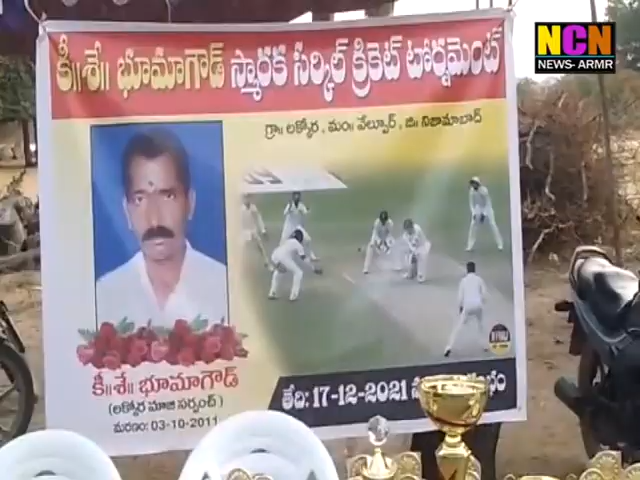 NCN
NEWS-ARMR
కీ॥శే॥ భూమాగౌడ్ స్మారక సర్కిల్ క్రికెట్ టోర్నమెంట్
గ్రా॥ లక్కోర, మం॥ వేల్పూర్, జి॥ నిజామాబాద్
కీ॥శే॥ భూమాగౌడ్
(లక్కోర మాజీ సర్పంచ్)
మరణం: 03-10-2011
తేది: 17-12-2021